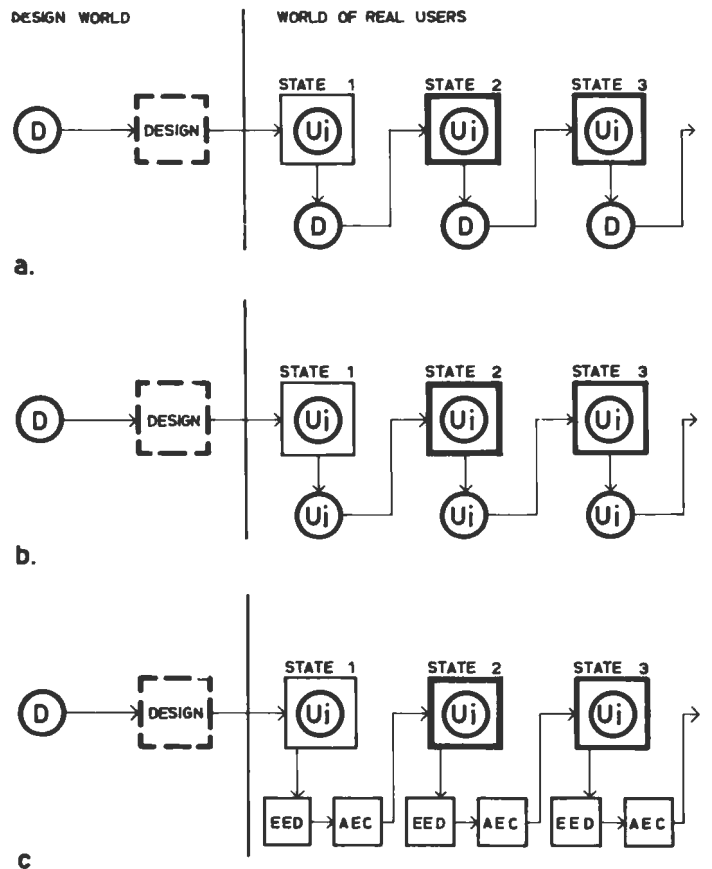 DESIGN WORLD WORLD OF REAL USERS
STATE 1 STATE 2 STATE 3
D DESIGN Ui Ui Ui
D D D
a.
STATE 1 STATE 2 STATE 3
D DESIGN Ui Ui Ui
Ui Ui Ui
b.
STATE 1 STATE 2 STATE 3
D DESIGN Ui Ui Ui
EED AEC EED AEC EED AEC
c